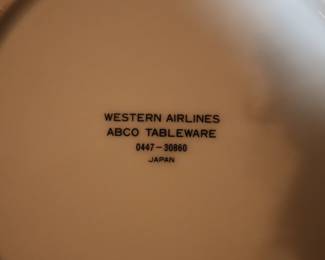 WESTERN AIRLINES
ABCO TABLEWARE
0447-30860
JAPAN